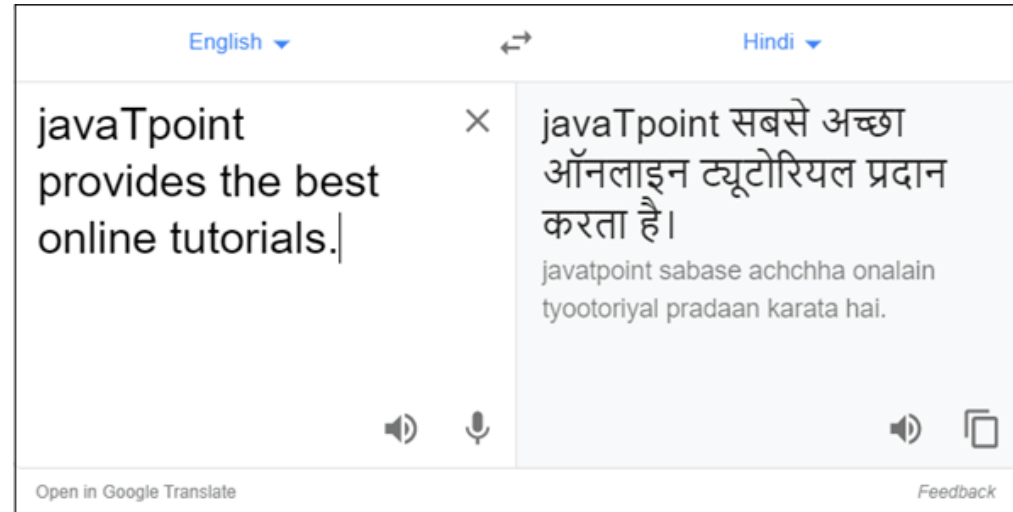 English
Hindi
javaTpoint
provides the best
online tutorials.
javaTpoint सबसे अच्छा
ऑनलाइन ट्यूटोरियल प्रदान
करता है।
javatpoint sabase achchha onalain
tyootoriyal pradaan karata hai.
Open in Google Translate
Feedback